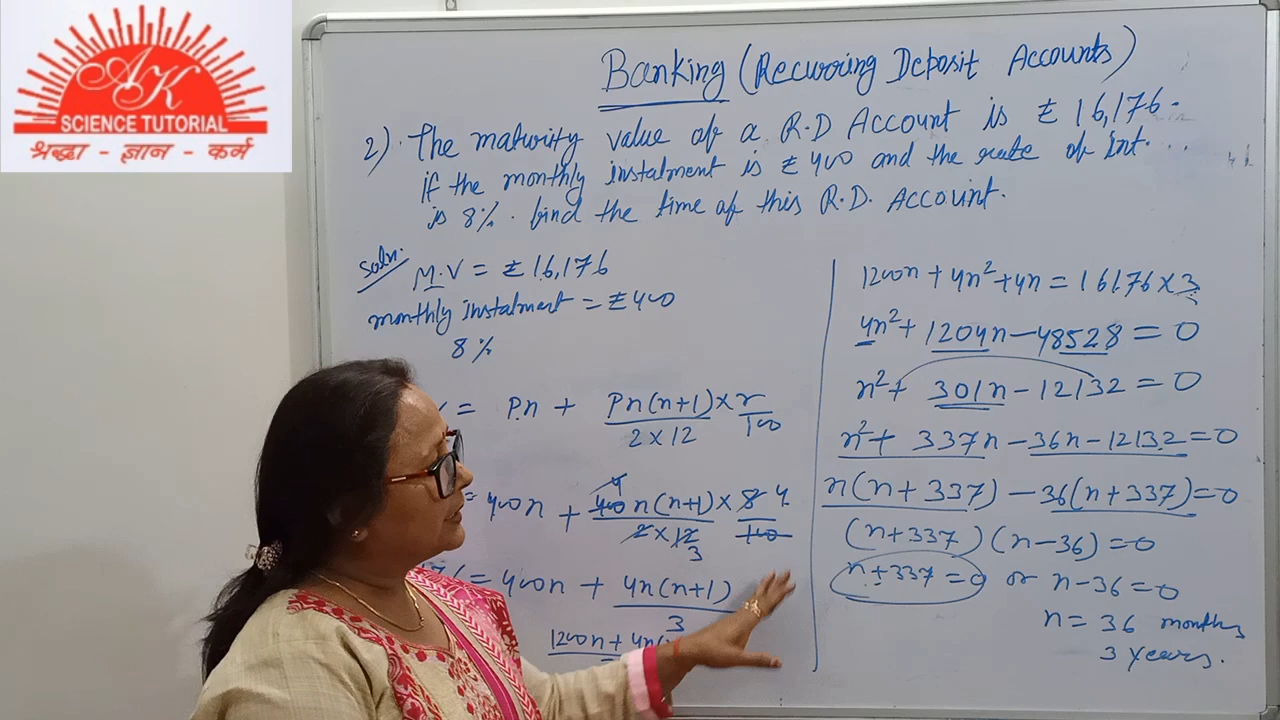 AK
SCIENCE TUTORIAL
श्रद्धा - ज्ञान - कर्म
Banking (Recurring Deposit Accounts)
2). The maturity value of a R.D Account is ₹ 16,176.
if the monthly instalment is ₹ 400 and the rate of Int...
is 8%. find the time of this R.D. Account.
Soln.
M.V = ₹ 16,176
monthly instalment = ₹ 400
8%
= Pn + Pn(n+1)/2×12 × r/100
= 400n + 400 n(n+1)/2×12 × 8/100
4
4
3
= 400n + 4n(n+1)/3
1200n + 4n(
1200n + 4n² + 4n = 16176 × 3
4n² + 1204n - 48528 = 0
n² + 301n - 12132 = 0
n² + 337n - 36n - 12132 = 0
n(n + 337) - 36(n + 337) = 0
(n + 337) (n - 36) = 0
n + 337 = 0 or n - 36 = 0
n = 36 months
3 years.